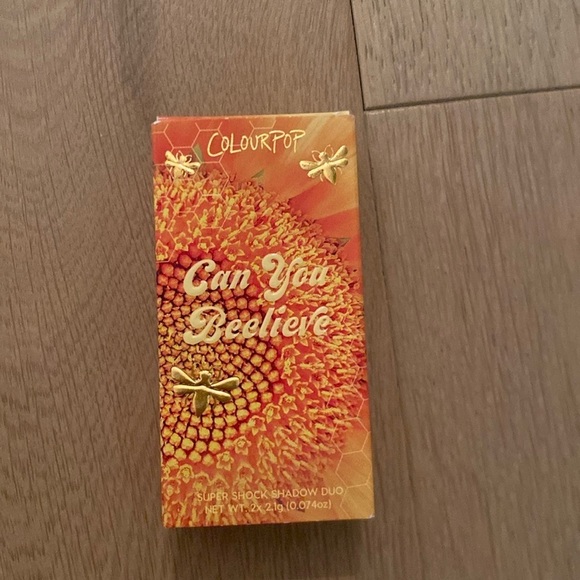 COLOURPOP
Can You
Beelieve
SUPER SHOCK SHADOW DUO
NET WT. 2x 2.1g (0.074oz)